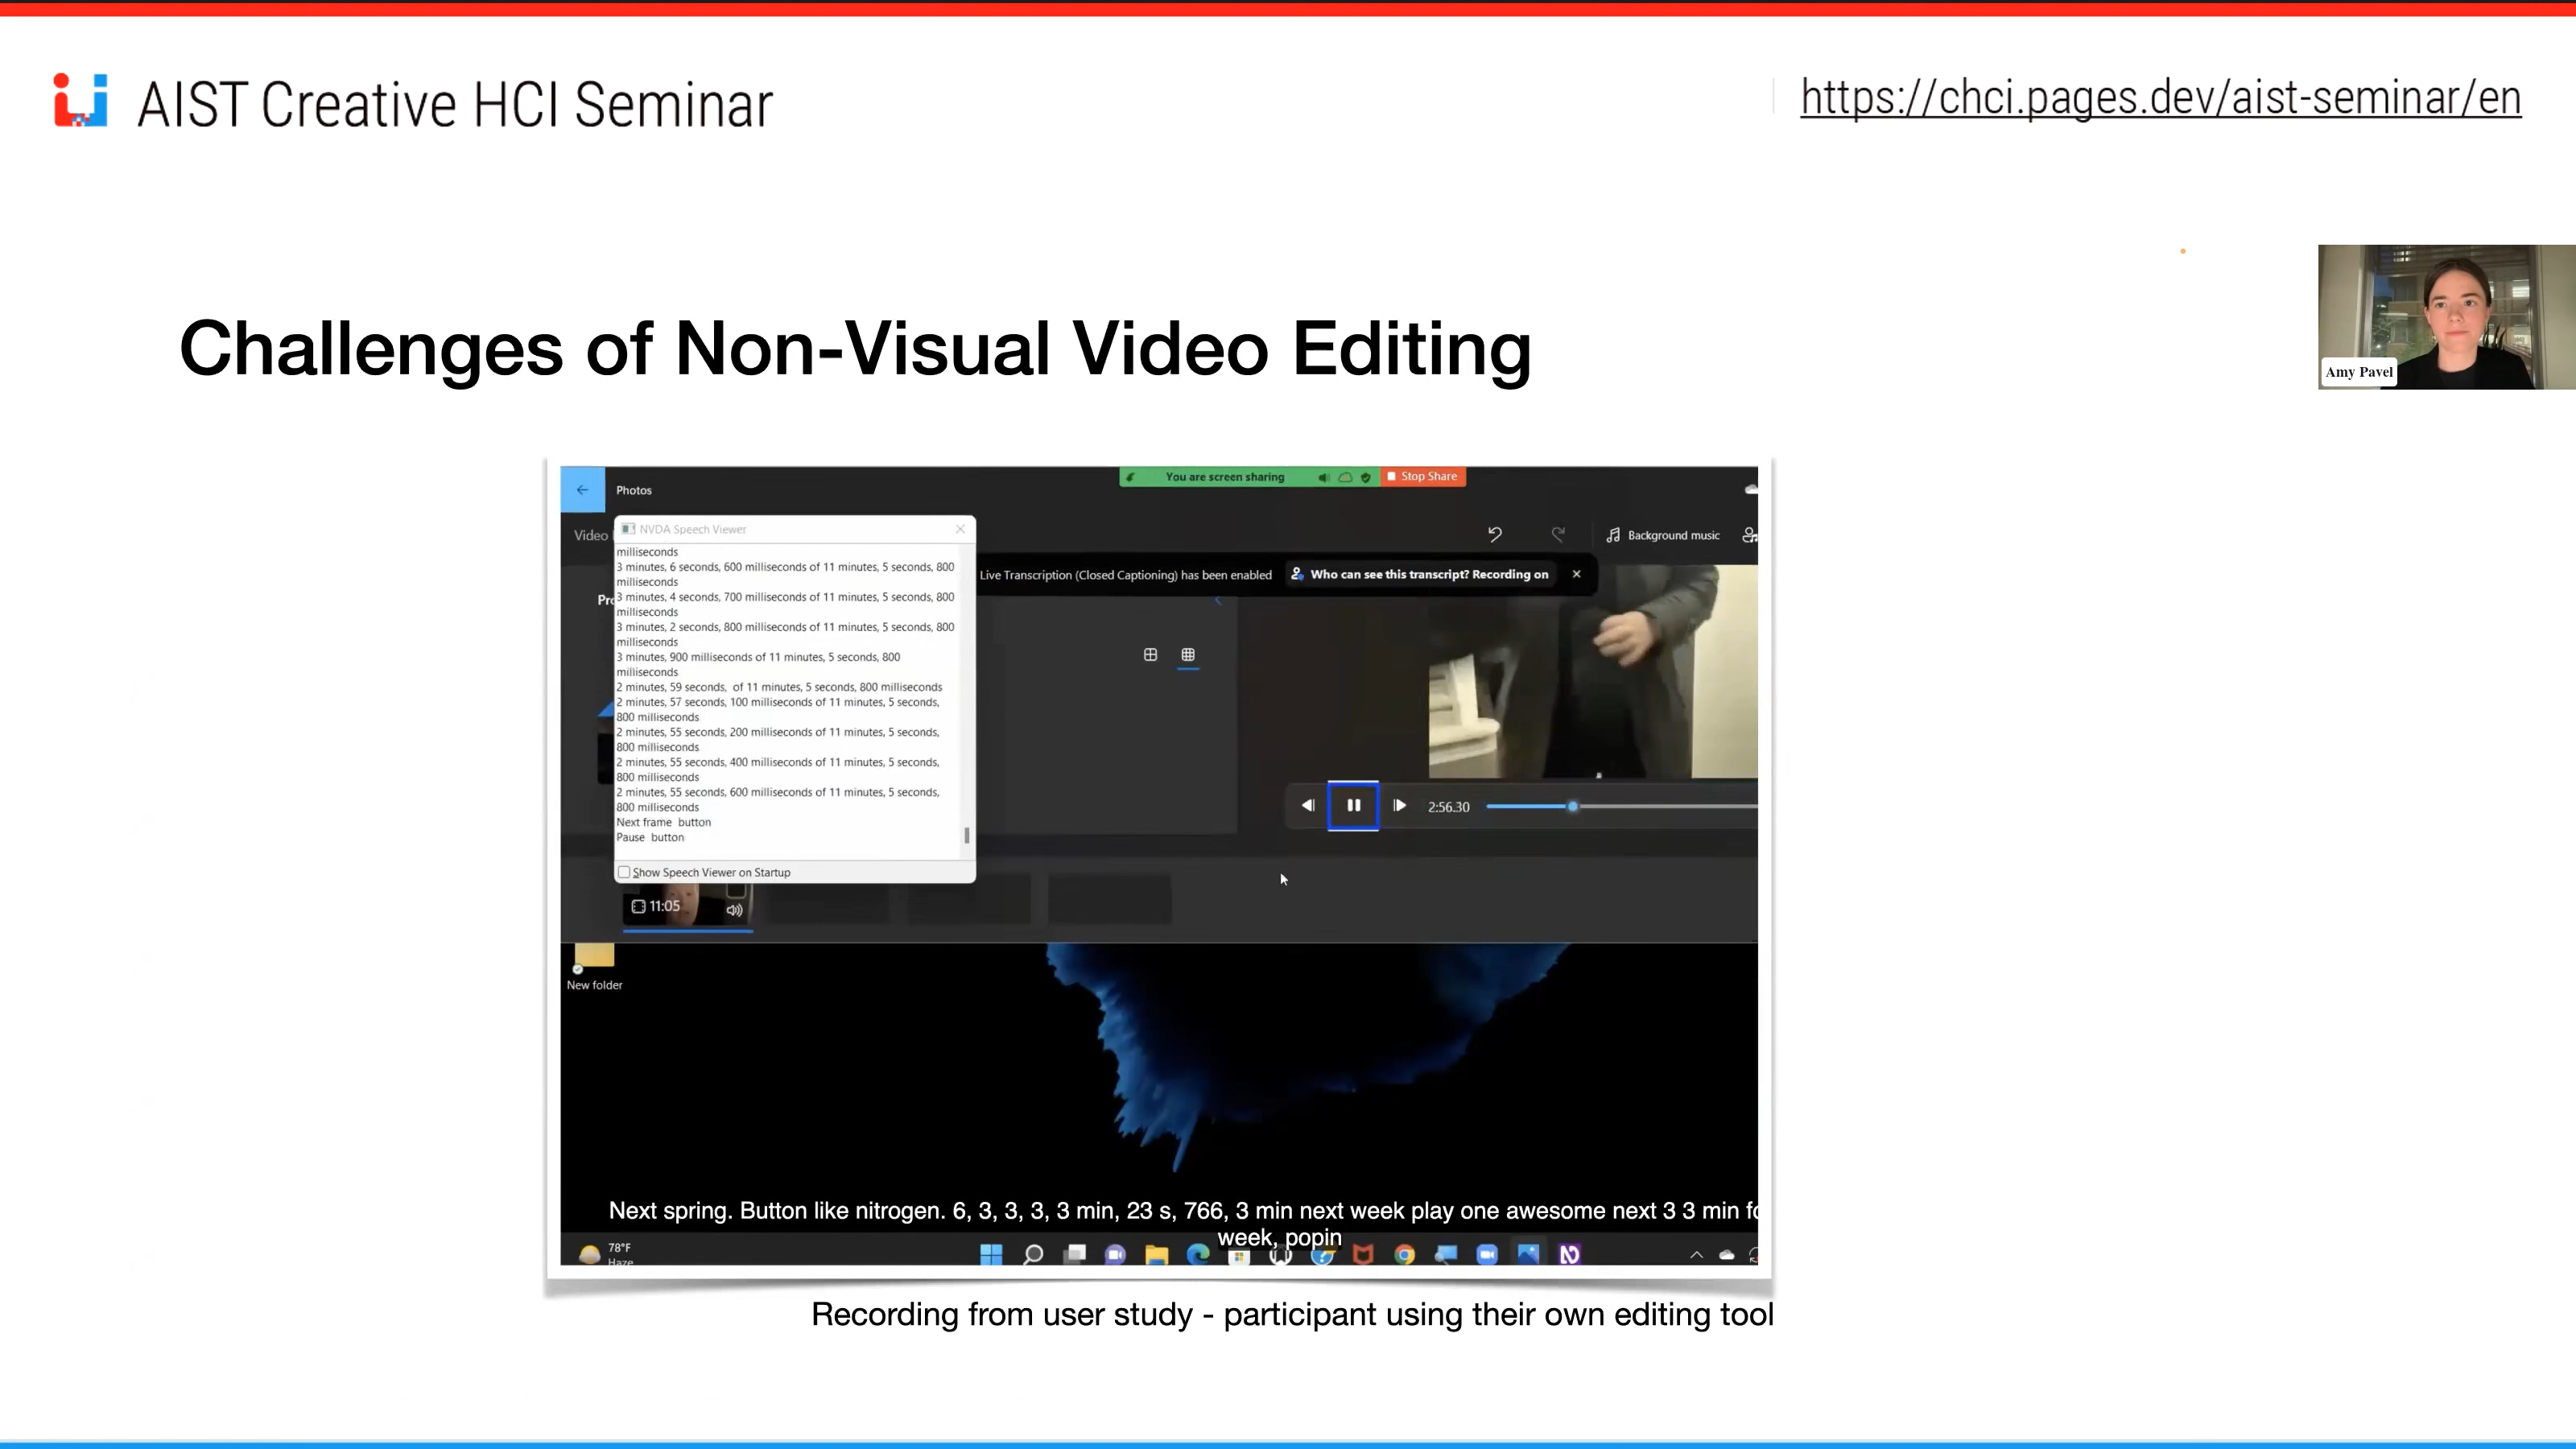 AIST Creative HCI Seminar
https://chci.pages.dev/aist-seminar/en
Challenges of Non-Visual Video Editing
Amy Pavel
You are screen sharing
Stop Share
Photos
Video
NVDA Speech Viewer
Background music
milliseconds
3 minutes, 6 seconds, 600 milliseconds of 11 minutes, 5 seconds, 800
milliseconds
3 minutes, 4 seconds, 700 milliseconds of 11 minutes, 5 seconds, 800
milliseconds
3 minutes, 2 seconds, 800 milliseconds of 11 minutes, 5 seconds, 800
milliseconds
3 minutes, 900 milliseconds of 11 minutes, 5 seconds, 800
milliseconds
2 minutes, 59 seconds, of 11 minutes, 5 seconds, 800 milliseconds
2 minutes, 57 seconds, 100 milliseconds of 11 minutes, 5 seconds,
800 milliseconds
2 minutes, 55 seconds, 200 milliseconds of 11 minutes, 5 seconds,
800 milliseconds
2 minutes, 55 seconds, 400 milliseconds of 11 minutes, 5 seconds,
800 milliseconds
2 minutes, 55 seconds, 600 milliseconds of 11 minutes, 5 seconds,
800 milliseconds
Next frame button
Pause button
Show Speech Viewer on Startup
Live Transcription (Closed Captioning) has been enabled
Who can see this transcript? Recording on
2:56.30
11:05
New folder
Next spring. Button like nitrogen. 6, 3, 3, 3, 3 min, 23 s, 766, 3 min next week play one awesome next 3 3 min
week, popin
78°F
Haze
Recording from user study - participant using their own editing tool